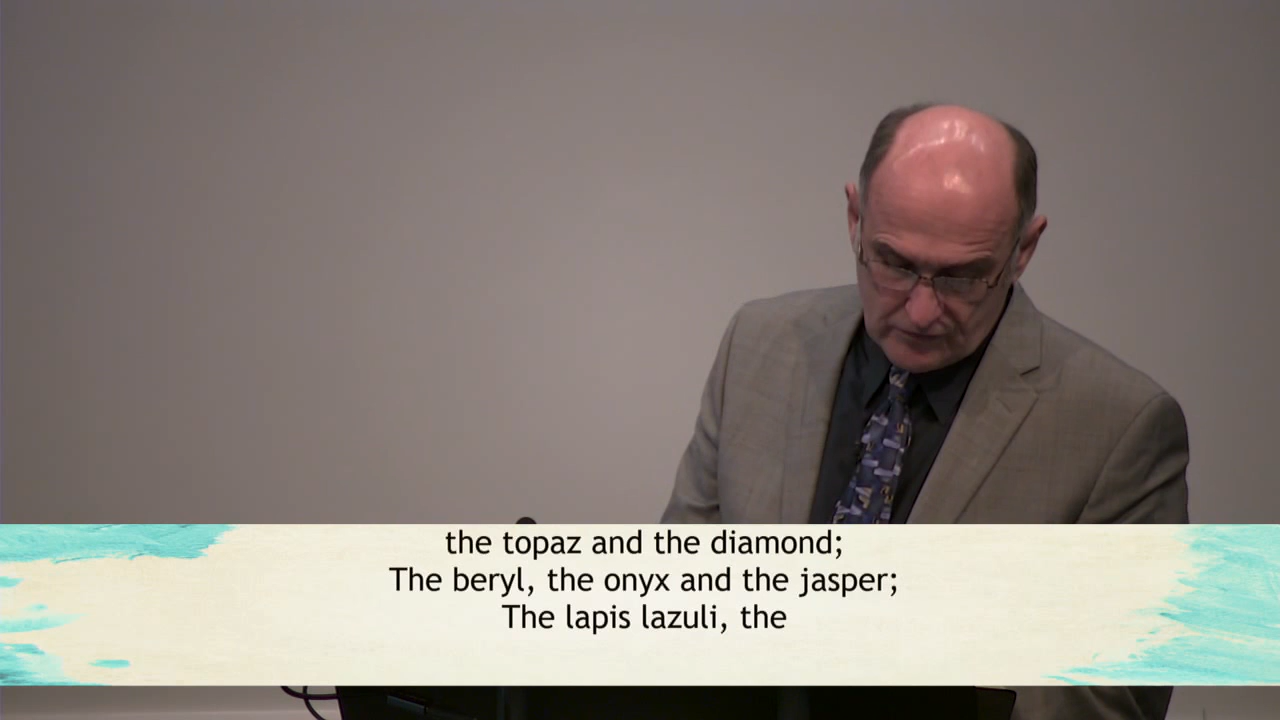 the topaz and the diamond;
The beryl, the onyx and the jasper;
The lapis lazuli, the